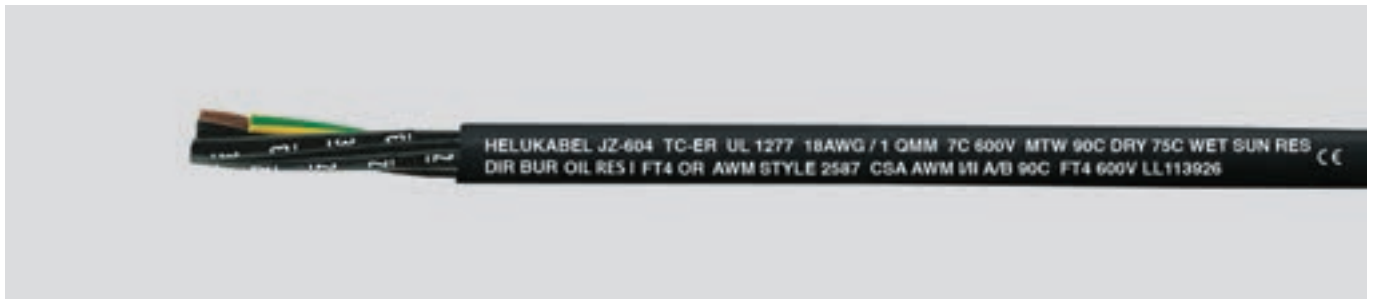 HELUKABEL JZ-604 TC-ER UL 1277 18AWG / 1 QMM 7C 600V MTW 90C DRY 75C WET SUN RES
DIR BUR OIL RES I FT4 OR AWM STYLE 2587 CSA AWM I/II A/B 90C FT4 600V LL113926
CE